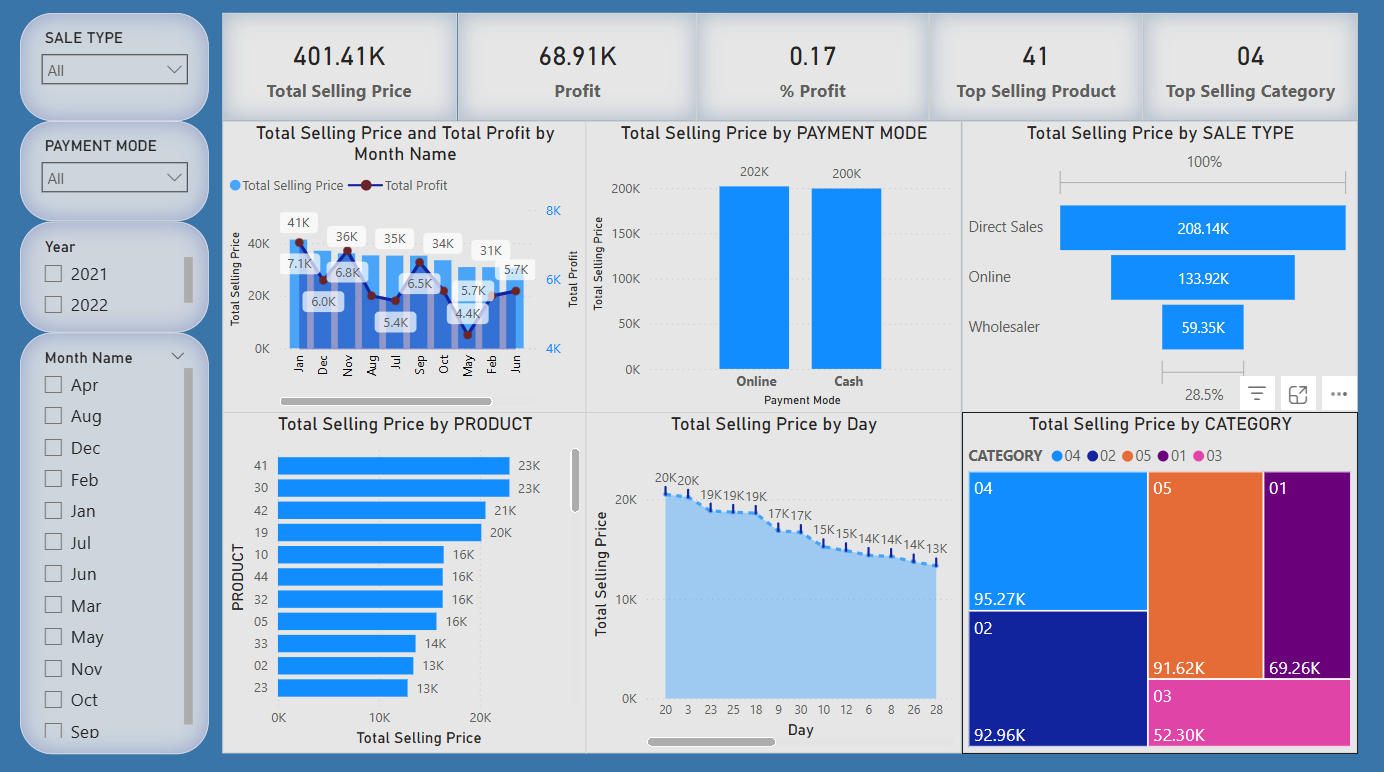 SALE TYPE
All
PAYMENT MODE
All
Year
2021
2022
Month Name
Apr
Aug
Dec
Feb
Jan
Jul
Jun
Mar
May
Nov
Oct
Sep
401.41K
Total Selling Price
68.91K
Profit
0.17
% Profit
41
Top Selling Product
04
Top Selling Category
Total Selling Price and Total Profit by
Month Name
Total Selling Price Total Profit
Total Selling Price
40K
20K
0K
41K
36K
35K
34K
31K
7.1K
6.0K
6.8K
5.4K
6.5K
5.7K
4.4K
5.7K
8K
6K
4K
Total Profit
Jan Dec Nov Aug Jul Sep Oct May Feb Jun
Total Selling Price by PAYMENT MODE
Total Selling Price
200K
150K
100K
50K
0K
202K 200K
Online Cash
Payment Mode
Total Selling Price by SALE TYPE
100%
Direct Sales 208.14K
Online 133.92K
Wholesaler 59.35K
28.5%
Total Selling Price by PRODUCT
PRODUCT
41 23K
30 23K
42 21K
19 20K
10 16K
44 16K
32 16K
05 16K
33 14K
02 13K
23 13K
0K 10K 20K
Total Selling Price
Total Selling Price by Day
Total Selling Price
20K
10K
0K
20K 20K 19K 19K 19K 17K 17K 15K 15K 14K 14K 14K 13K
20 3 23 25 18 9 30 10 12 6 8 26 28
Day
Total Selling Price by CATEGORY
CATEGORY 04 02 05 01 03
04
95.27K
02
92.96K
05
91.62K
01
69.26K
03
52.30K